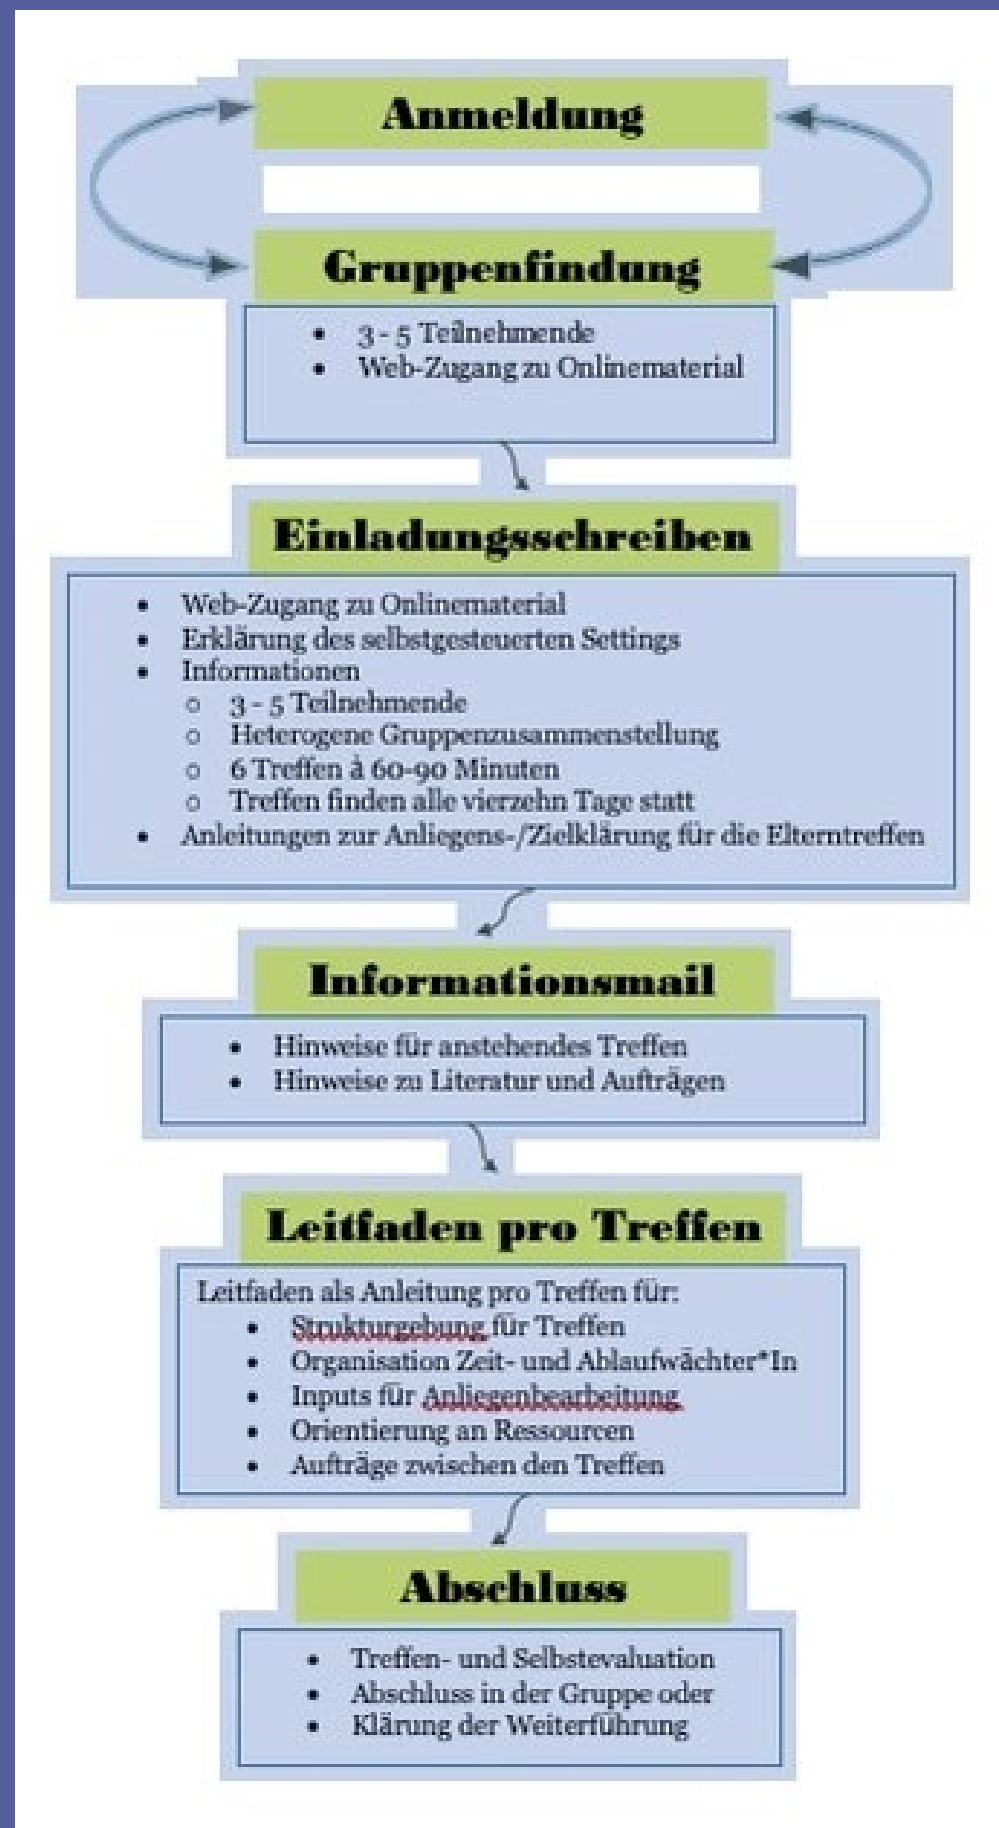 Anmeldung
Gruppenfindung
• 3 - 5 Teilnehmende
• Web-Zugang zu Onlinematerial
Einladungsschreiben
• Web-Zugang zu Onlinematerial
• Erklärung des selbstgesteuerten Settings
• Informationen
o 3 - 5 Teilnehmende
o Heterogene Gruppenzusammenstellung
o 6 Treffen à 60-90 Minuten
o Treffen finden alle vierzehn Tage statt
• Anleitungen zur Anliegens-/Zielklärung für die Elterntreffen
Informationsmail
• Hinweise für anstehendes Treffen
• Hinweise zu Literatur und Aufträgen
Leitfaden pro Treffen
Leitfaden als Anleitung pro Treffen für:
• Strukturgebung für Treffen
• Organisation Zeit- und Ablaufwächter*In
• Inputs für Anliegenbearbeitung
• Orientierung an Ressourcen
• Aufträge zwischen den Treffen
Abschluss
• Treffen- und Selbstevaluation
• Abschluss in der Gruppe oder
• Klärung der Weiterführung